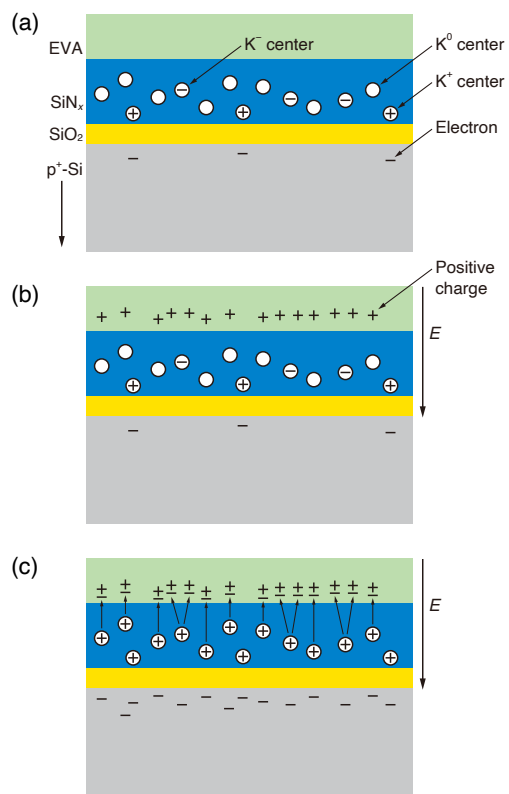 (a)
EVA
K⁻ center
K⁰ center
SiNₓ
K⁺ center
SiO₂
Electron
p⁺-Si
(b)
Positive
charge
E
(c)
E